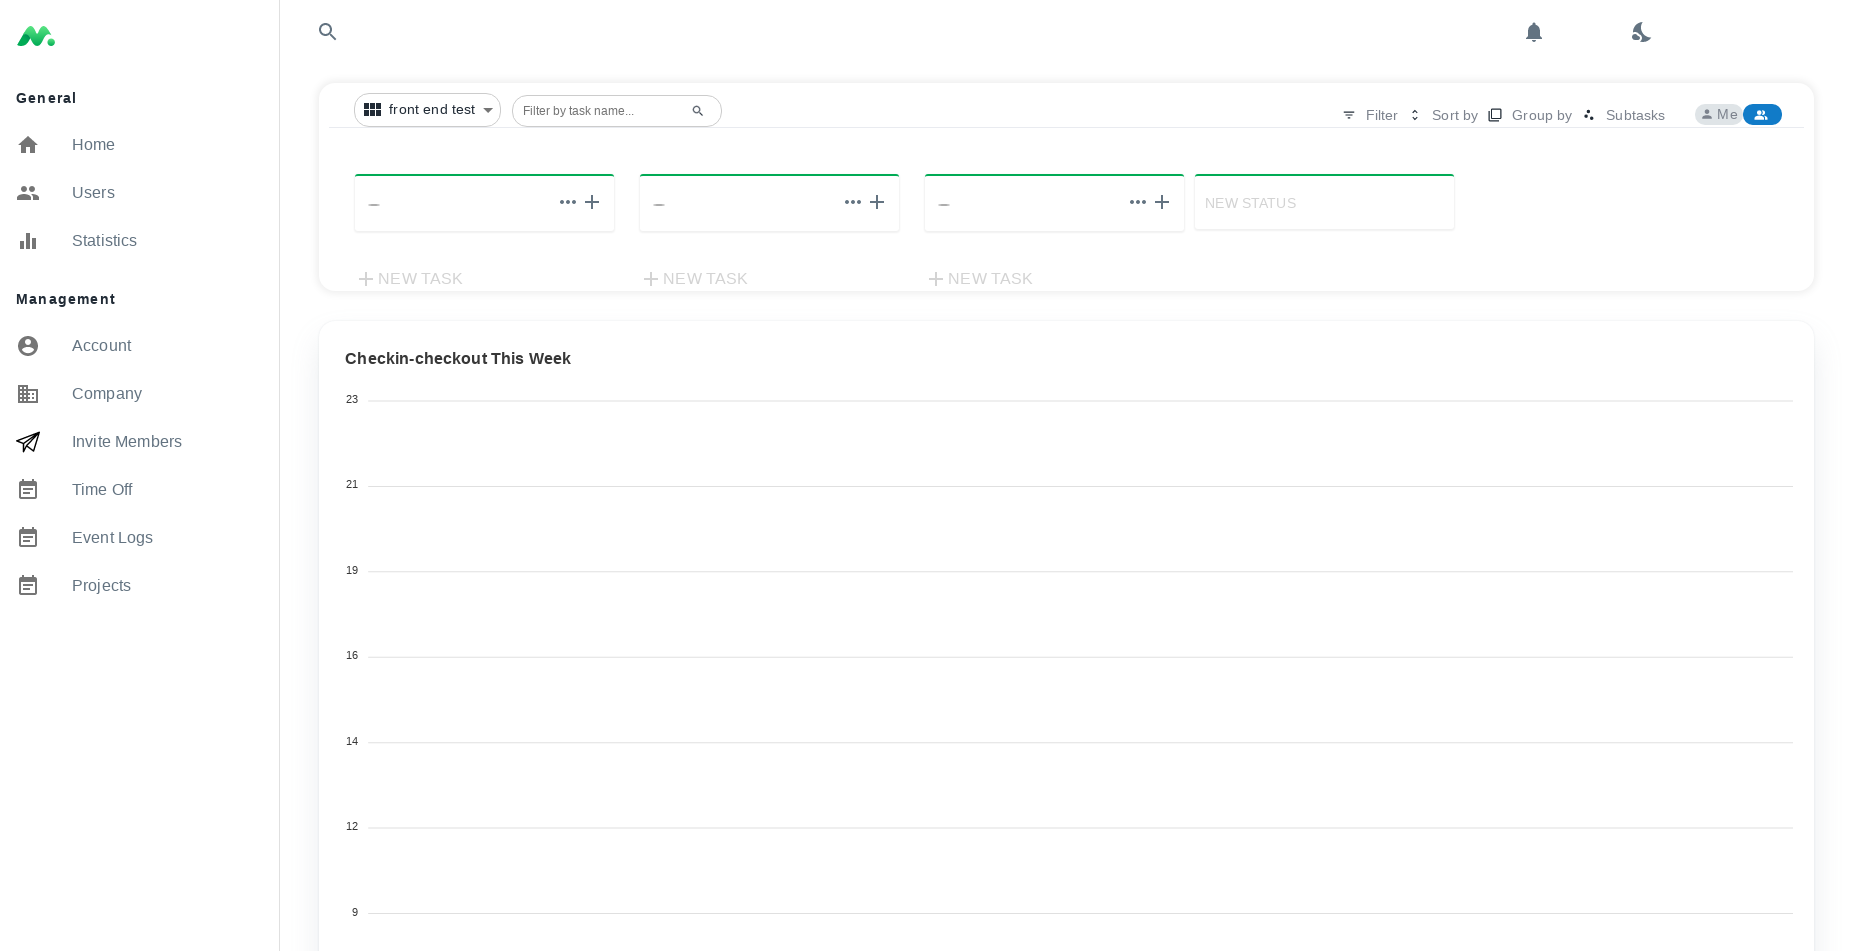 General
Home
Users
Statistics
Management
Account
Company
Invite Members
Time Off
Event Logs
Projects
front end test
Filter by task name...
Filter
Sort by
Group by
Subtasks
Me
NEW STATUS
NEW TASK
NEW TASK
NEW TASK
Checkin-checkout This Week
23
21
19
16
14
12
9